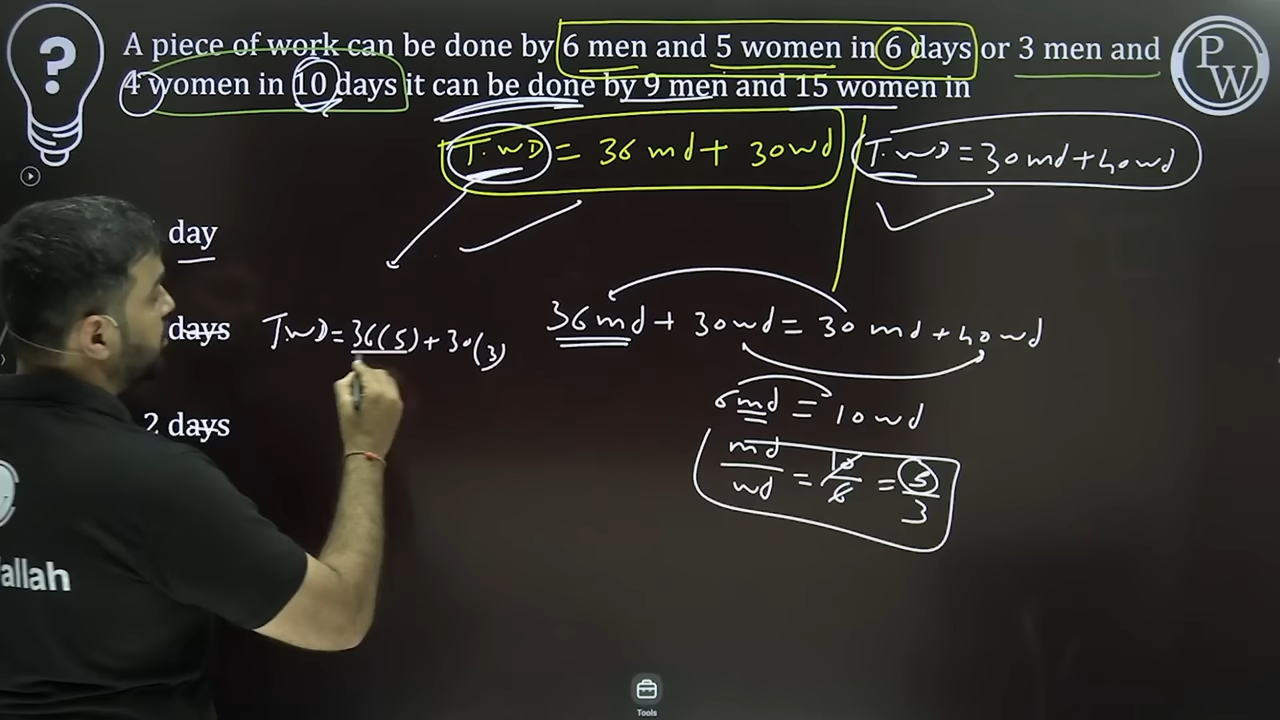 A piece of work can be done by 6 men and 5 women in 6 days or 3 men and
4 women in 10 days it can be done by 9 men and 15 women in
P
W
?
T.WD = 36 md + 30 wd
T.WD = 30 md + 40 wd
day
36 md + 30 wd = 30 md + 40 wd
days
TWD = 36(5) + 30(3)
6 md = 10 wd
2 days
md/wd = 10/6 = 5/3
allah
Tools